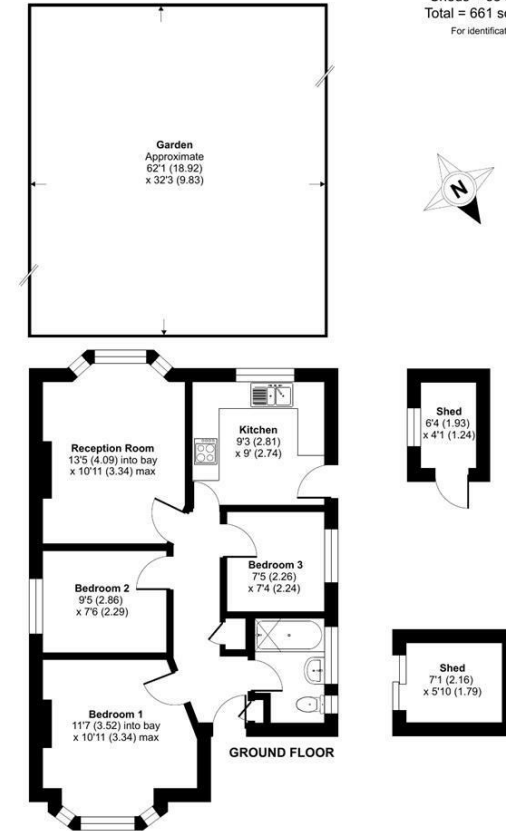 Total = 661
For
Garden
Approximate
62'1 (18.92)
x 32'3 (9.83)
N
Reception Room
13'5 (4.09) into bay
x 10'11 (3.34) max
Kitchen
9'3 (2.81)
x 9' (2.74)
Shed
6'4 (1.93)
x 4'1 (1.24)
Bedroom 3
7'5 (2.26)
x 7'4 (2.24)
Bedroom 2
9'5 (2.86)
x 7'6 (2.29)
Shed
7'1 (2.16)
x 5'10 (1.79)
Bedroom 1
11'7 (3.52) into bay
x 10'11 (3.34) max
GROUND FLOOR